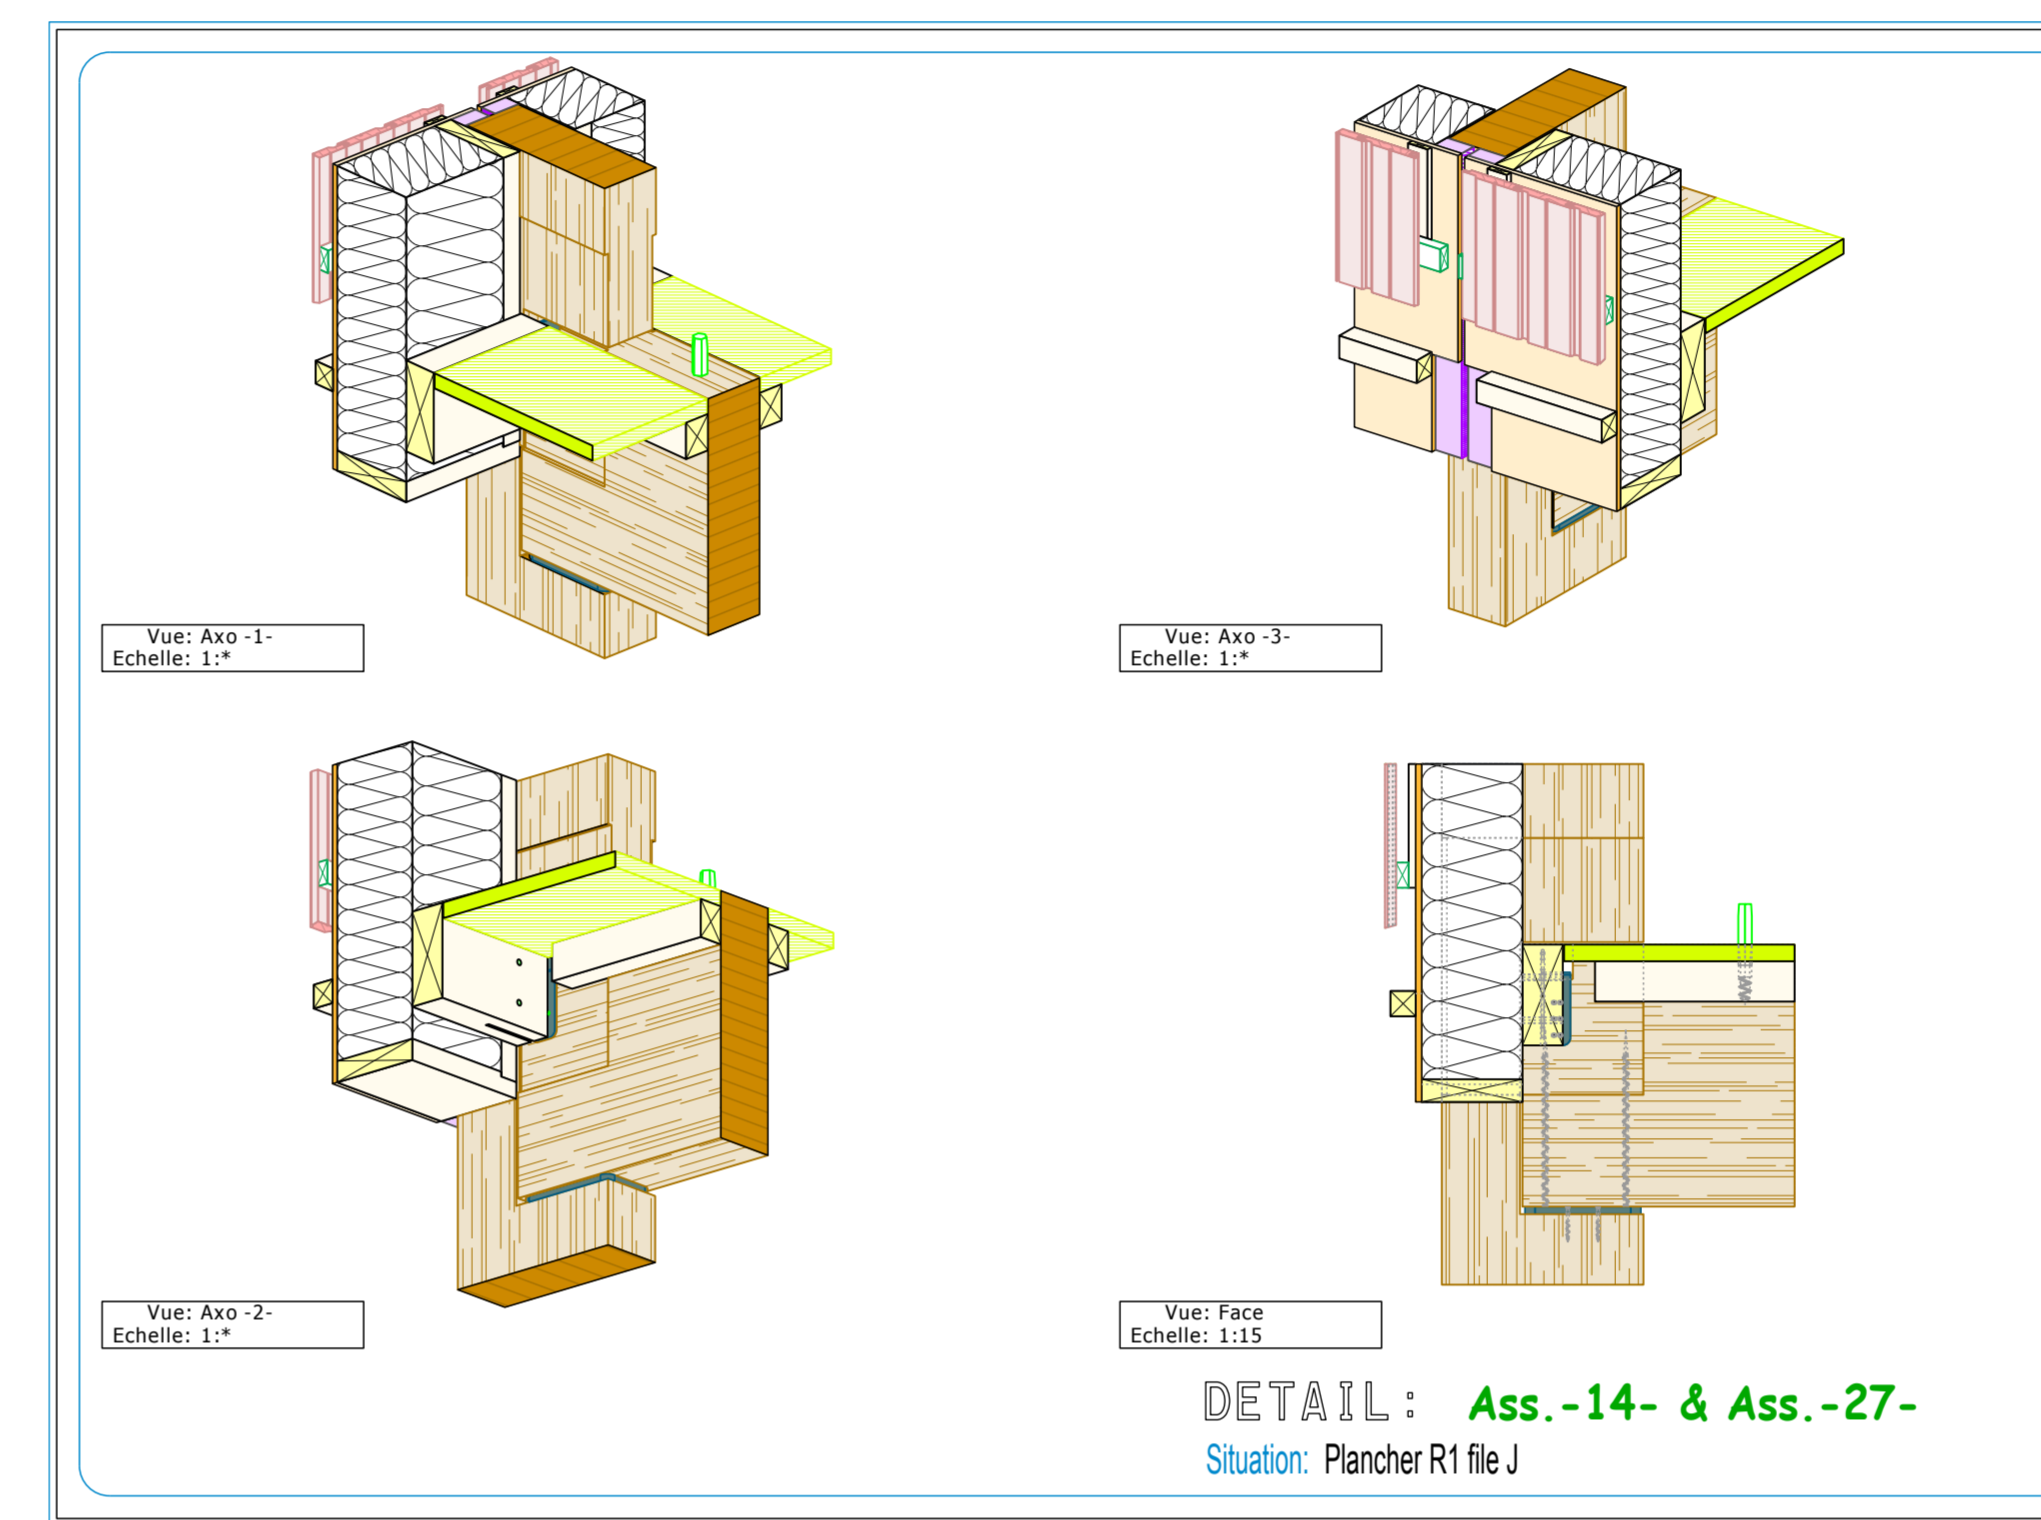 Vue: Axo -1-
Echelle: 1:*
Vue: Axo -3-
Echelle: 1:*
Vue: Axo -2-
Echelle: 1:*
Vue: Face
Echelle: 1:15
DETAIL: Ass.-14- & Ass.-27-
Situation: Plancher R1 file J